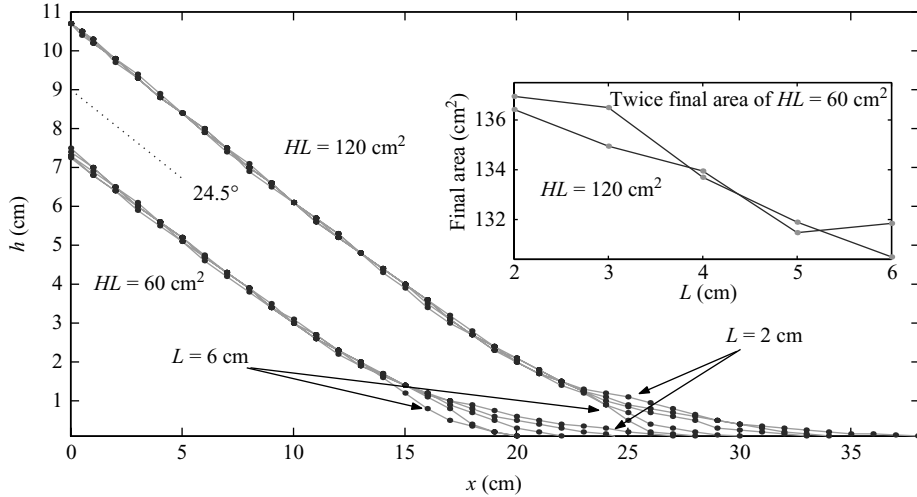 11
10
9
8
7
6
5
4
3
2
1
h (cm)
0
5
10
15
20
25
30
35
x (cm)
24.5°
HL = 120 cm²
HL = 60 cm²
L = 6 cm
L = 2 cm
136
134
132
Final area (cm²)
Twice final area of HL = 60 cm²
HL = 120 cm²
2
3
4
5
6
L (cm)